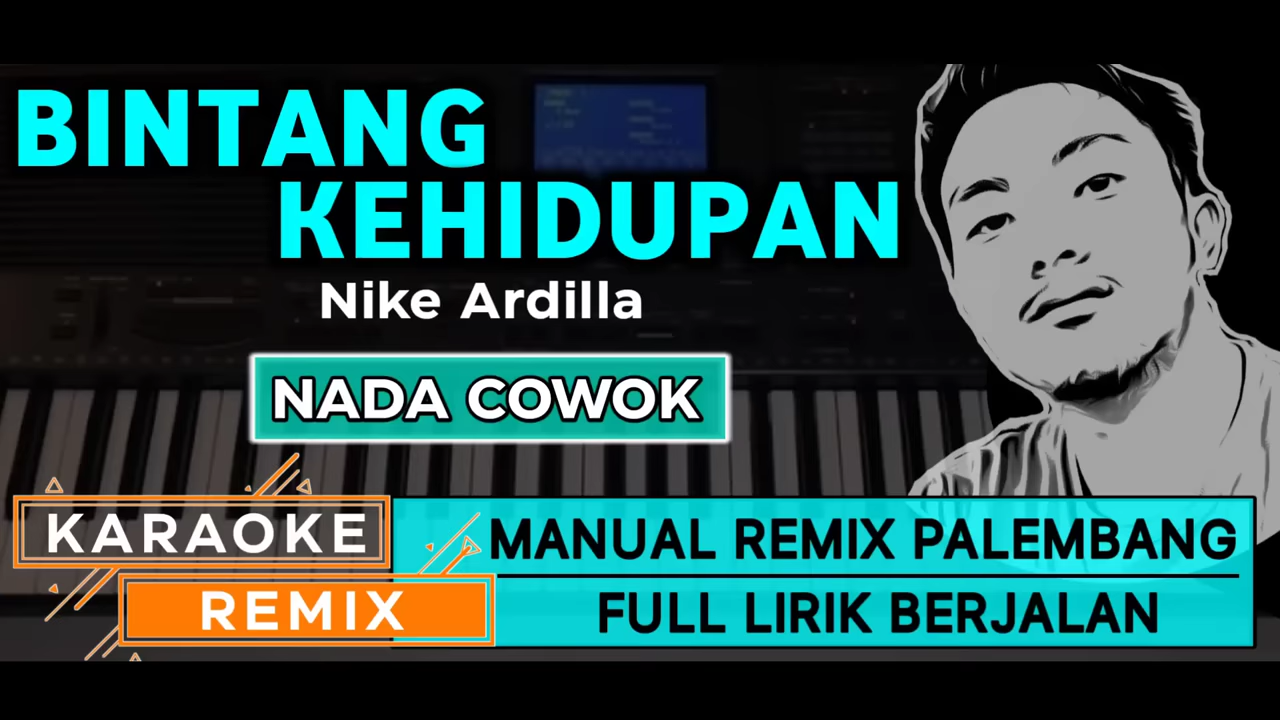 BINTANG
KEHIDUPAN
Nike Ardilla
NADA COWOK
KARAOKE
REMIX
MANUAL REMIX PALEMBANG
FULL LIRIK BERJALAN